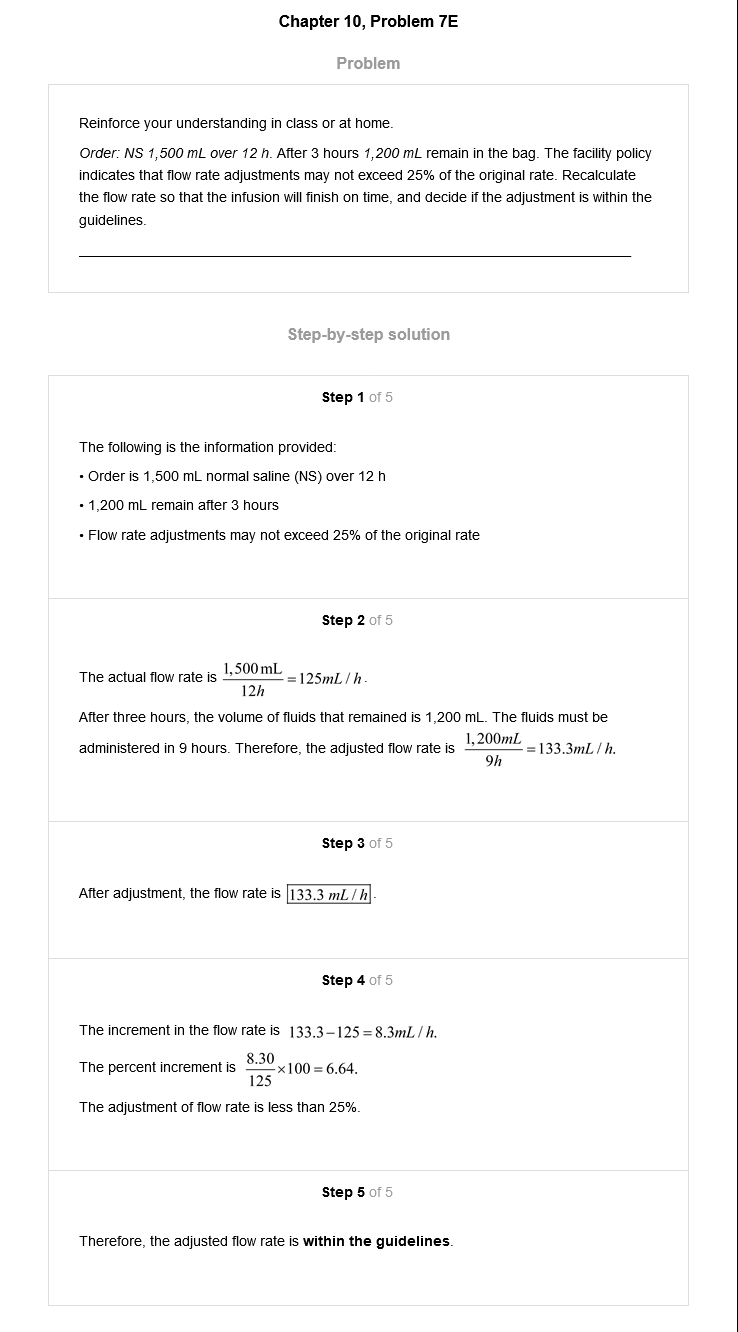 Chapter 10, Problem 7E
Problem
Reinforce your understanding in class or at home.
Order: NS 1,500 mL over 12 h. After 3 hours 1,200 mL remain in the bag. The facility policy
indicates that flow rate adjustments may not exceed 25% of the original rate. Recalculate
the flow rate so that the infusion will finish on time, and decide if the adjustment is within the
guidelines.
Step-by-step solution
Step 1 of 5
The following is the information provided:
• Order is 1,500 mL normal saline (NS) over 12 h
• 1,200 mL remain after 3 hours
• Flow rate adjustments may not exceed 25% of the original rate
Step 2 of 5
The actual flow rate is 1,500 mL / 12h = 125mL / h.
After three hours, the volume of fluids that remained is 1,200 mL. The fluids must be
administered in 9 hours. Therefore, the adjusted flow rate is 1,200mL / 9h = 133.3mL / h.
Step 3 of 5
After adjustment, the flow rate is 133.3 mL / h.
Step 4 of 5
The increment in the flow rate is 133.3 − 125 = 8.3mL / h.
The percent increment is 8.30 / 125 × 100 = 6.64.
The adjustment of flow rate is less than 25%.
Step 5 of 5
Therefore, the adjusted flow rate is within the guidelines.